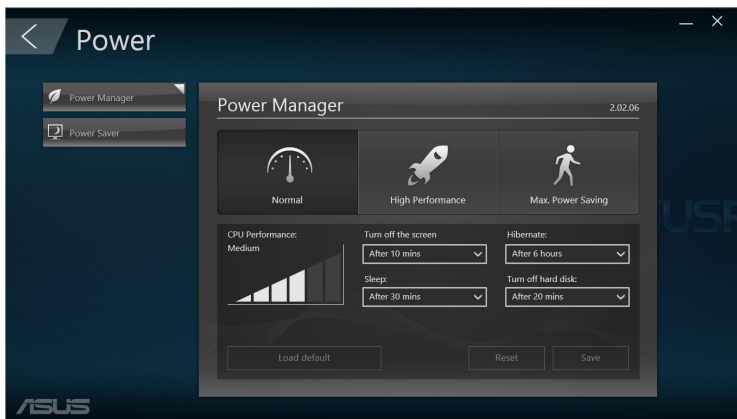 Power
Power Manager
Power Saver
Power Manager
2.02.06
Normal
High Performance
Max. Power Saving
CPU Performance:
Medium
Turn off the screen
After 10 mins
Hibernate:
After 6 hours
Sleep:
After 30 mins
Turn off hard disk:
After 20 mins
Load default
Reset
Save
ASUS